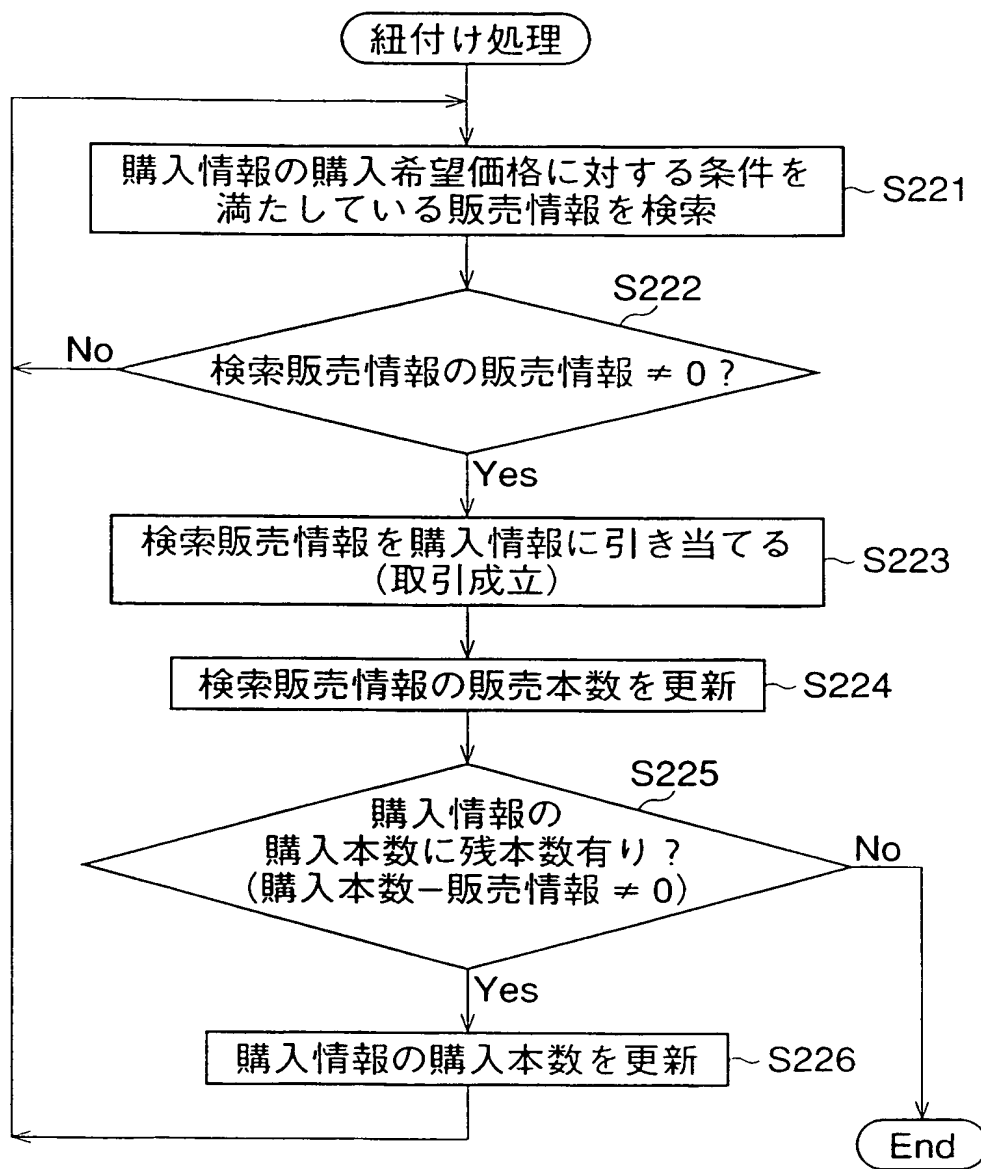 紐付け処理
購入情報の購入希望価格に対する条件を
満たしている販売情報を検索
S221
S222
No
検索販売情報の販売情報 ≠ 0 ?
Yes
検索販売情報を購入情報に引き当てる
(取引成立)
S223
検索販売情報の販売本数を更新
S224
S225
購入情報の
購入本数に残本数有り ?
(購入本数−販売情報 ≠ 0)
No
Yes
購入情報の購入本数を更新
S226
End